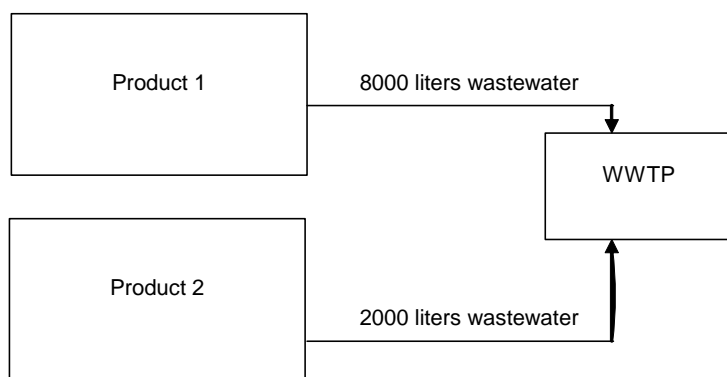 Product 1
8000 liters wastewater
WWTP
Product 2
2000 liters wastewater